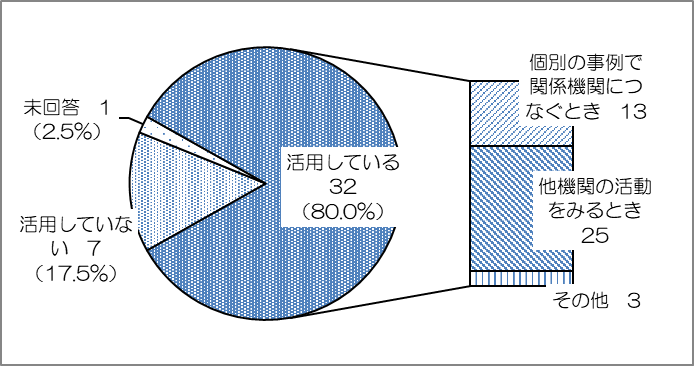 未回答　1
（2.5%）
活用していな
い　7
（17.5%）
活用している
32
（80.0%）
個別の事例で
関係機関につ
なぐとき　13
他機関の活動
をみるとき
25
その他　3